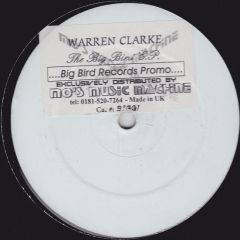 WARREN CLARKE
The Big Bird E.P.
....Big Bird Records Promo....
EXCLUSIVELY DISTRIBUTED BY
MO'S MUSIC MACHINE
tel: 0181-520-7264 - Made in UK
Cat #: